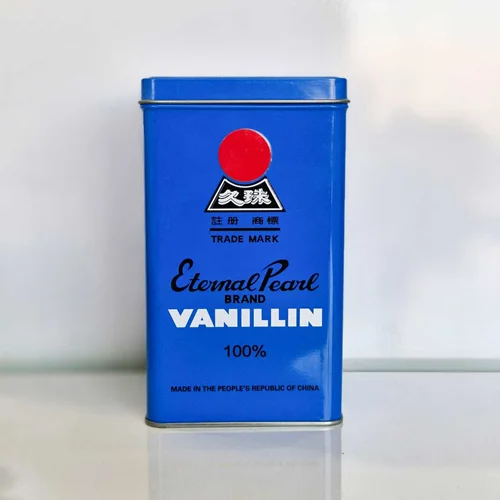 久珠
註册 商標
TRADE MARK
Eternal Pearl
BRAND
VANILLIN
100%
MADE IN THE PEOPLE'S REPUBLIC OF CHINA